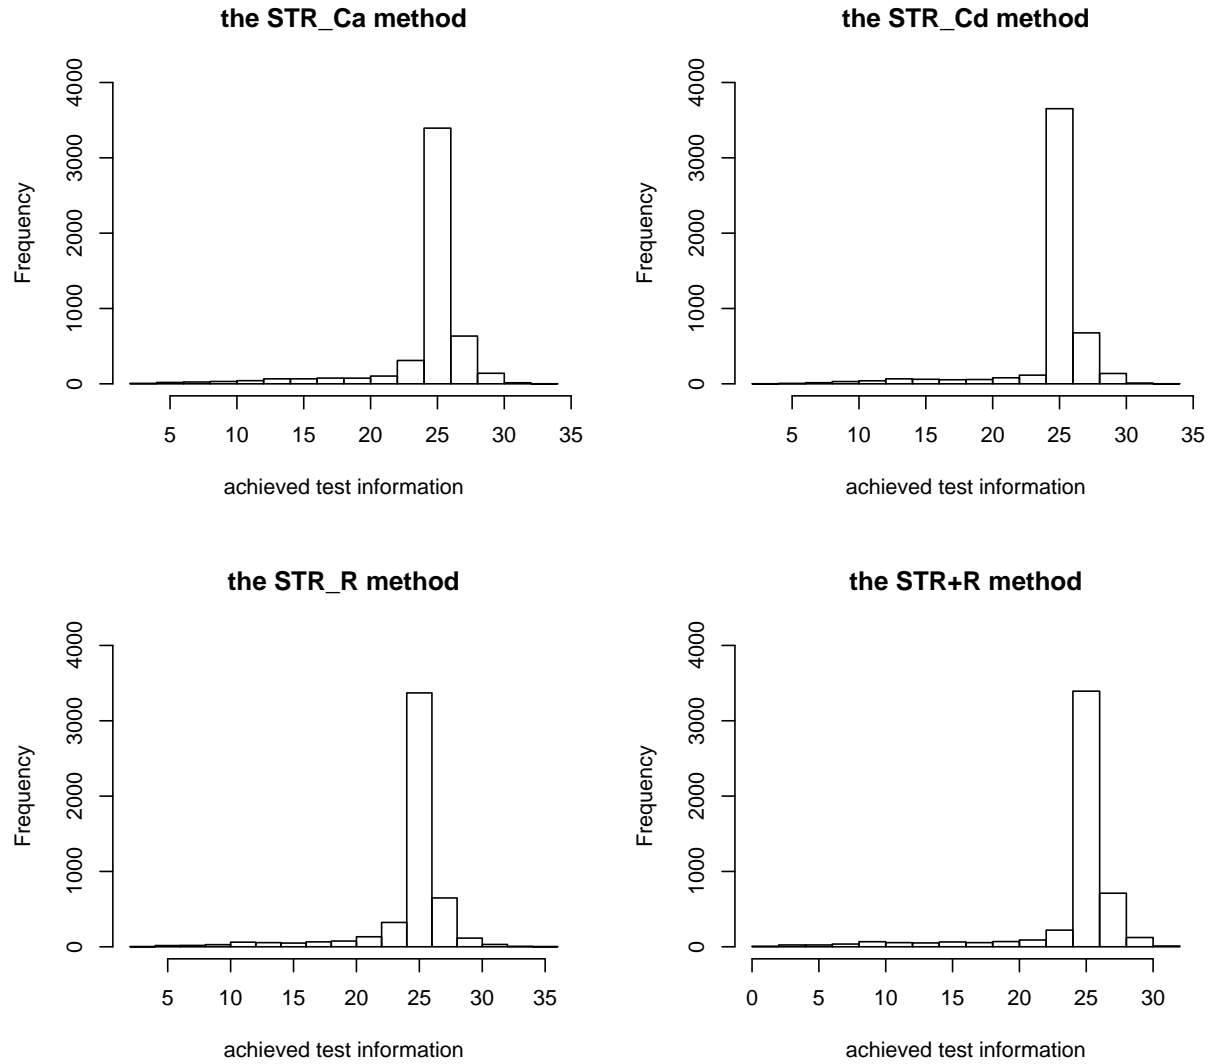 the STR_Ca method
Frequency
4000
3000
2000
1000
0
5 10 15 20 25 30 35
achieved test information
the STR_Cd method
Frequency
4000
3000
2000
1000
0
5 10 15 20 25 30 35
achieved test information
the STR_R method
Frequency
4000
3000
2000
1000
0
5 10 15 20 25 30 35
achieved test information
the STR+R method
Frequency
4000
3000
2000
1000
0
0 5 10 15 20 25 30
achieved test information